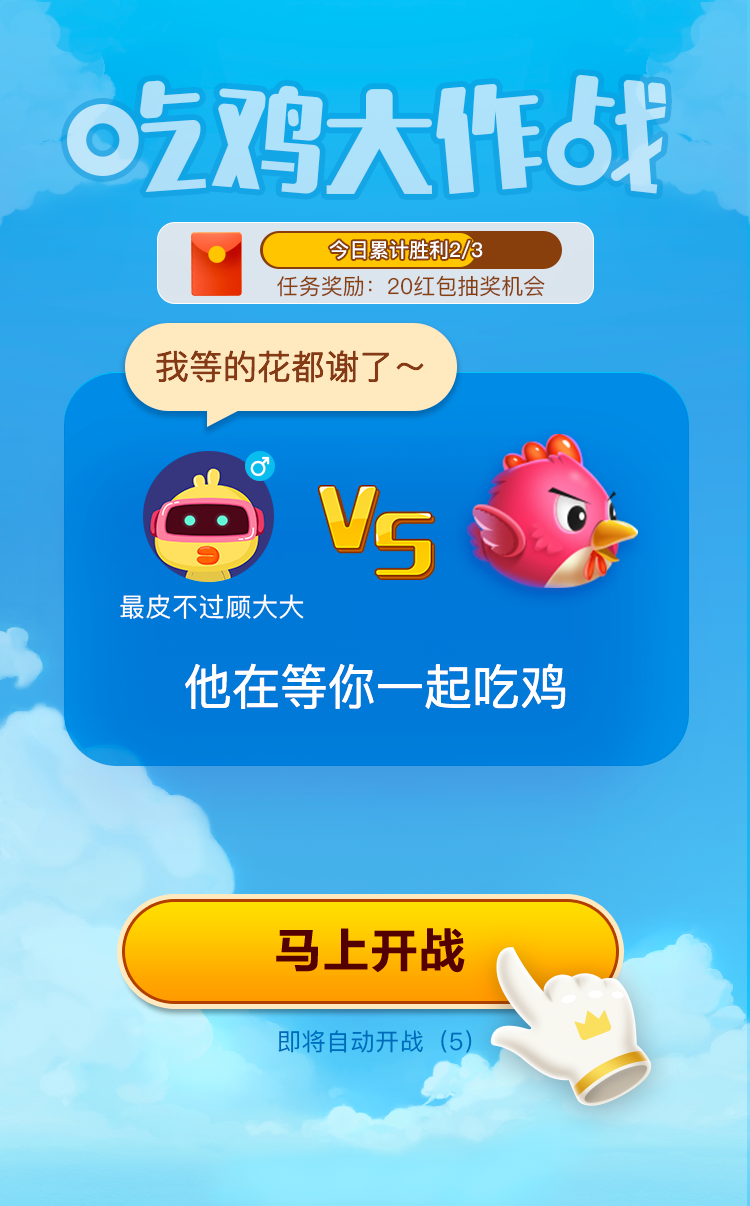 吃鸡大作战
今日累计胜利2/3
任务奖励：20红包抽奖机会
我等的花都谢了～
VS
最皮不过顾大大
他在等你一起吃鸡
马上开战
即将自动开战（5）